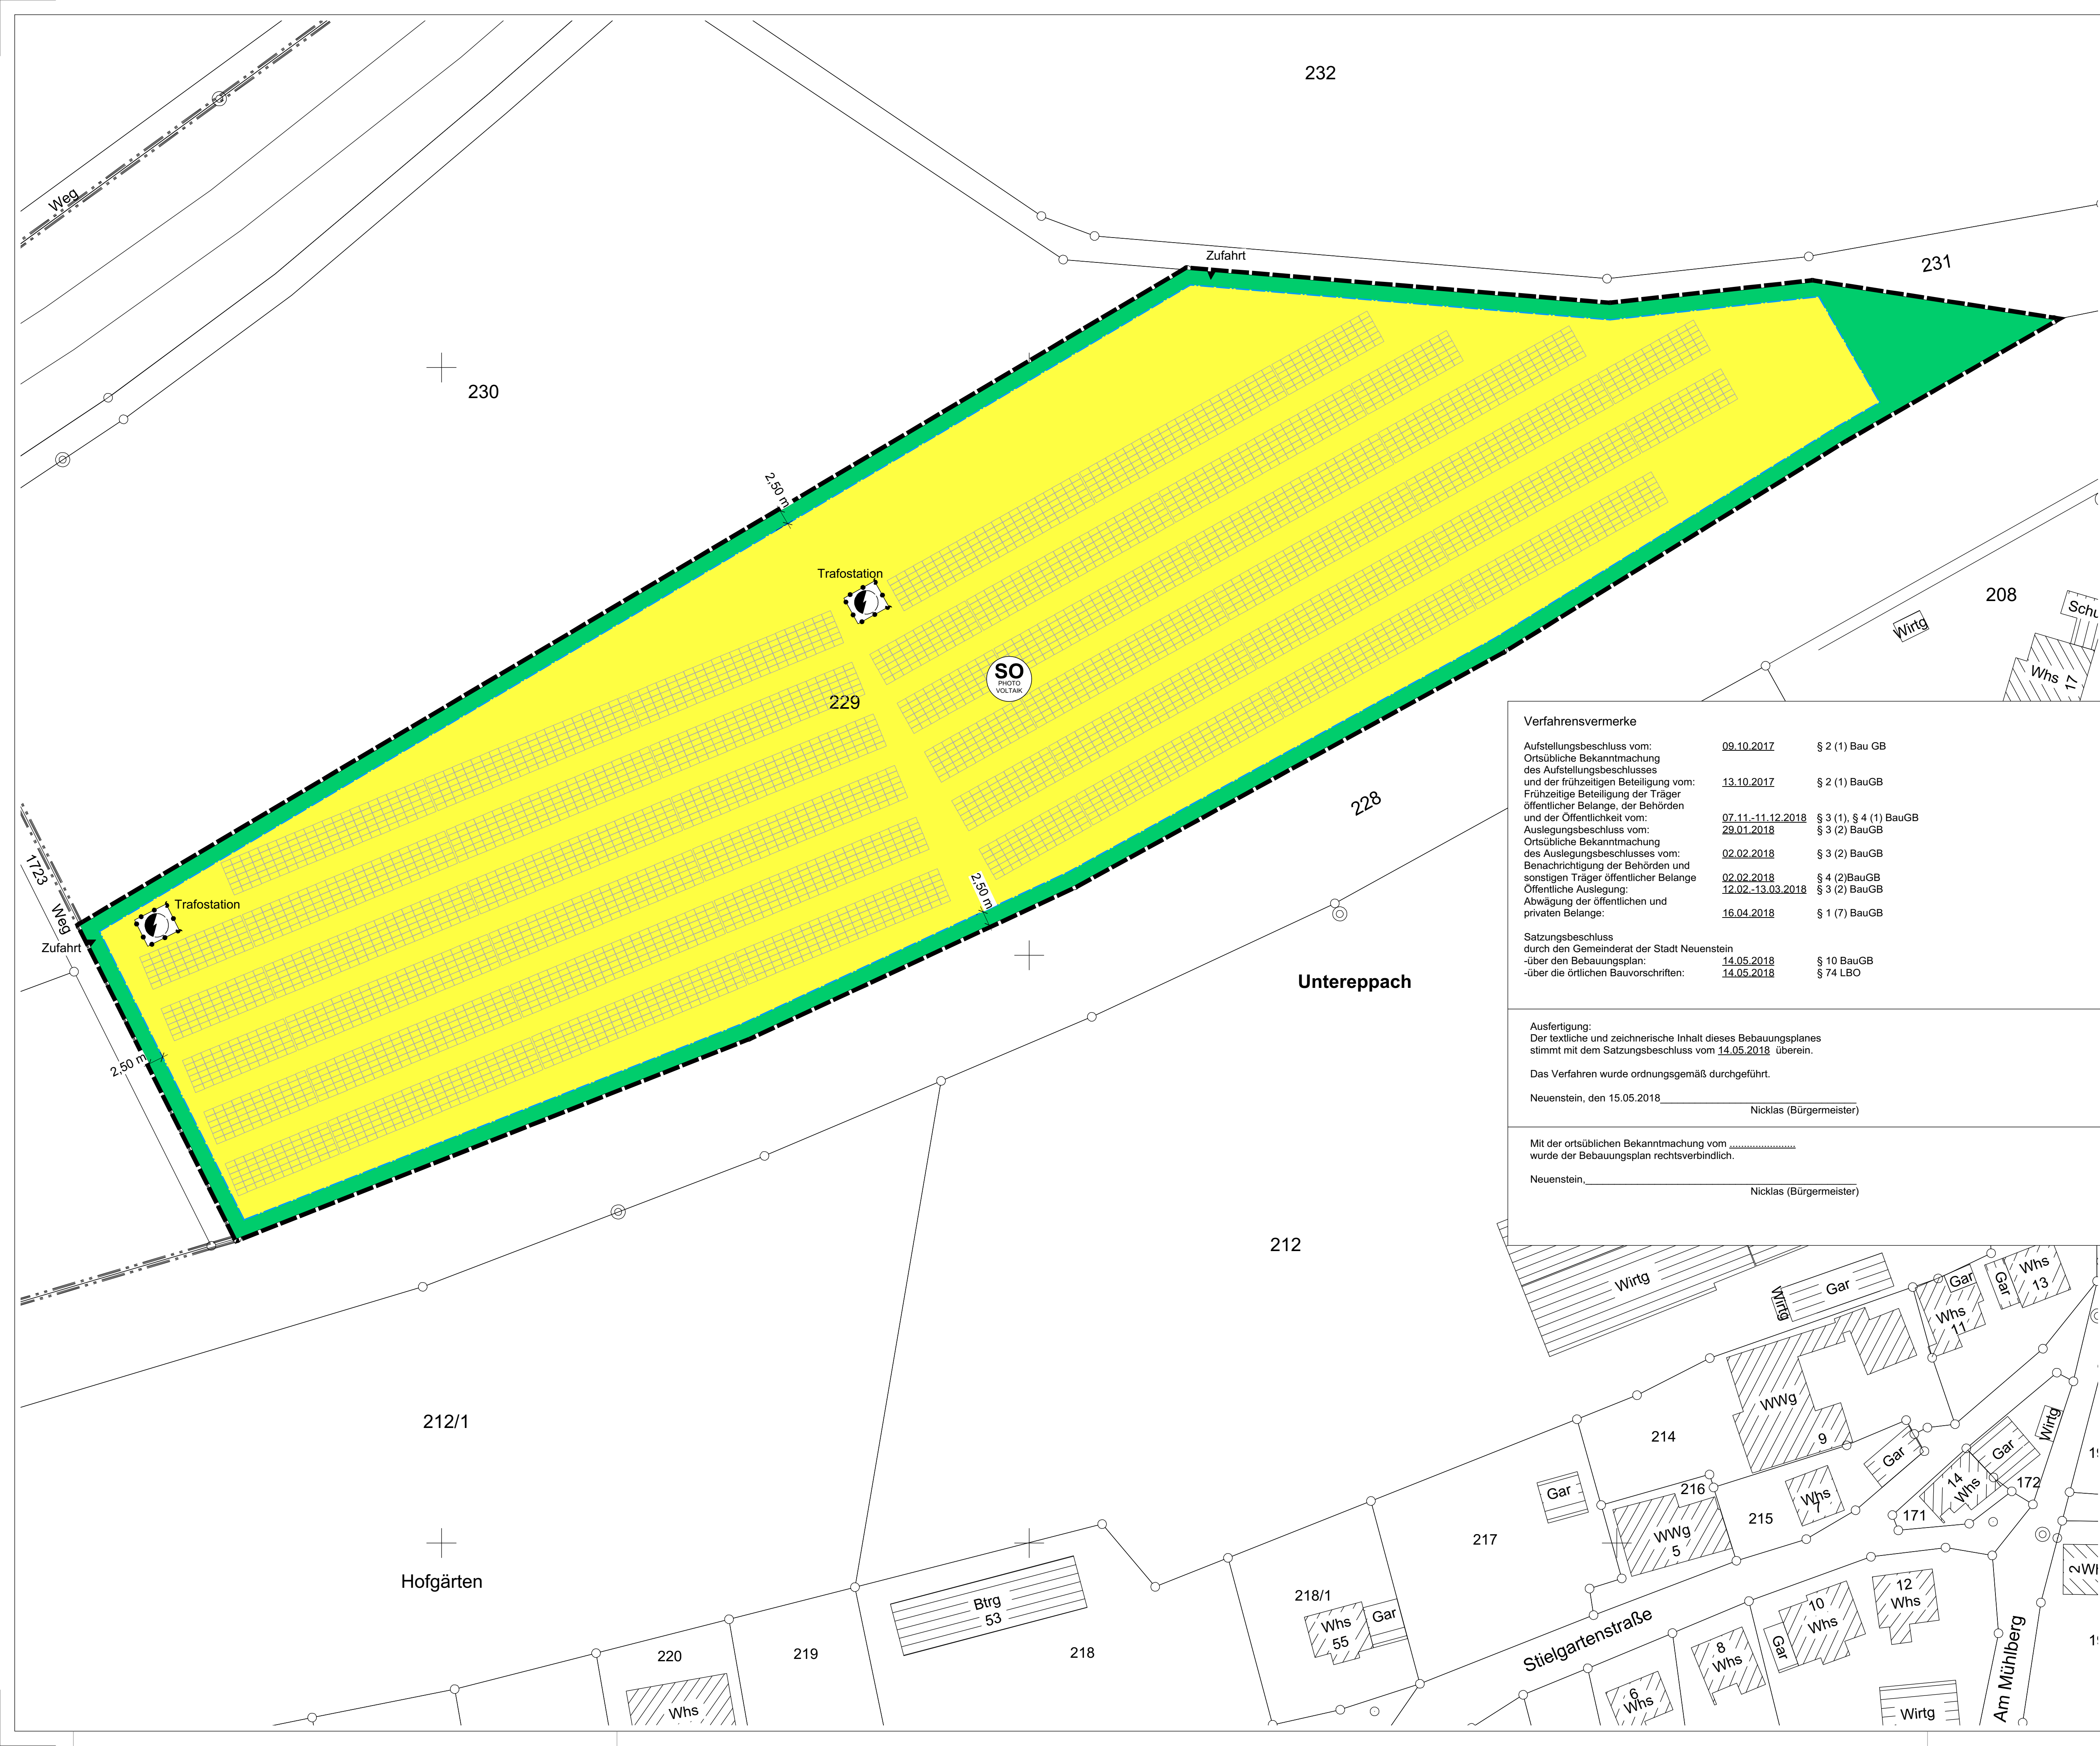 232
Weg
Zufahrt
231
230
2,50 m
Trafostation
208
Wirtg
Whs
17
SO
PHOTO
VOLTAIK
229
228
1723
Weg
Trafostation
Zufahrt
2,50 m
2,50 m
Untereppach
Verfahrensvermerke
Aufstellungsbeschluss vom: 09.10.2017 § 2 (1) Bau GB
Ortsübliche Bekanntmachung
des Aufstellungsbeschlusses
und der frühzeitigen Beteiligung vom: 13.10.2017 § 2 (1) BauGB
Frühzeitige Beteiligung der Träger
öffentlicher Belange, der Behörden
und der Öffentlichkeit vom: 07.11.-11.12.2018 § 3 (1), § 4 (1) BauGB
Auslegungsbeschluss vom: 29.01.2018 § 3 (2) BauGB
Ortsübliche Bekanntmachung
des Auslegungsbeschlusses vom: 02.02.2018 § 3 (2) BauGB
Benachrichtigung der Behörden und
sonstigen Träger öffentlicher Belange 02.02.2018 § 4 (2)BauGB
Öffentliche Auslegung: 12.02.-13.03.2018 § 3 (2) BauGB
Abwägung der öffentlichen und
privaten Belange: 16.04.2018 § 1 (7) BauGB
Satzungsbeschluss
durch den Gemeinderat der Stadt Neuenstein
-über den Bebauungsplan: 14.05.2018 § 10 BauGB
-über die örtlichen Bauvorschriften: 14.05.2018 § 74 LBO
Ausfertigung:
Der textliche und zeichnerische Inhalt dieses Bebauungsplanes
stimmt mit dem Satzungsbeschluss vom 14.05.2018 überein.
Das Verfahren wurde ordnungsgemäß durchgeführt.
Neuenstein, den 15.05.2018
Nicklas (Bürgermeister)
Mit der ortsüblichen Bekanntmachung vom ......................
wurde der Bebauungsplan rechtsverbindlich.
Neuenstein,
Nicklas (Bürgermeister)
212
Wirtg
Wirtg
Gar
Gar
Gar
Whs
13
Whs
11
212/1
214
WWg
9
Gar
Gar
Wirtg
14
Whs
172
171
Gar
216
WWg
5
215
Whs
7
217
Hofgärten
Btrg
53
218/1
Whs
55
Gar
Stielgartenstraße
10
Whs
12
Whs
2
Gar
8
Whs
6
Whs
Wirtg
Am Mühlberg
220
219
218
Whs